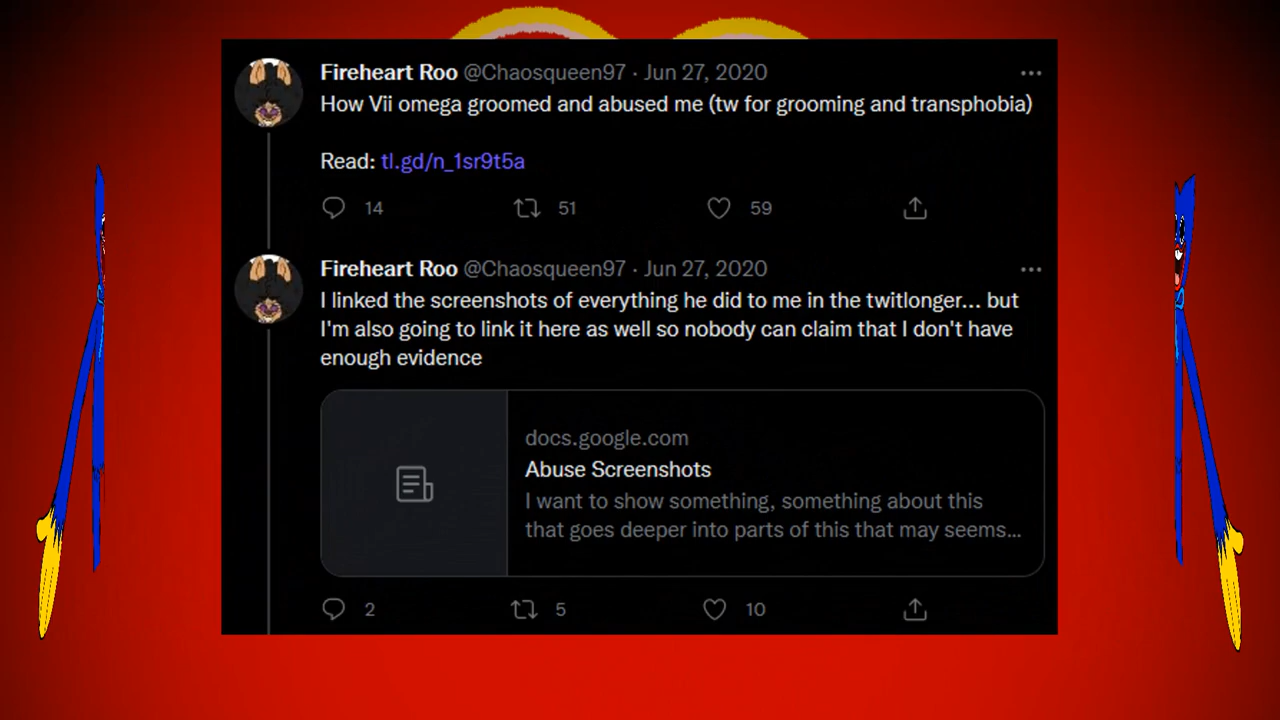 Fireheart Roo @Chaosqueen97 · Jun 27, 2020
How Vii omega groomed and abused me (tw for grooming and transphobia)
Read: tl.gd/n_1sr9t5a
14 51 59
Fireheart Roo @Chaosqueen97 · Jun 27, 2020
I linked the screenshots of everything he did to me in the twitlonger... but
I'm also going to link it here as well so nobody can claim that I don't have
enough evidence
docs.google.com
Abuse Screenshots
I want to show something, something about this
that goes deeper into parts of this that may seems...
2 5 10